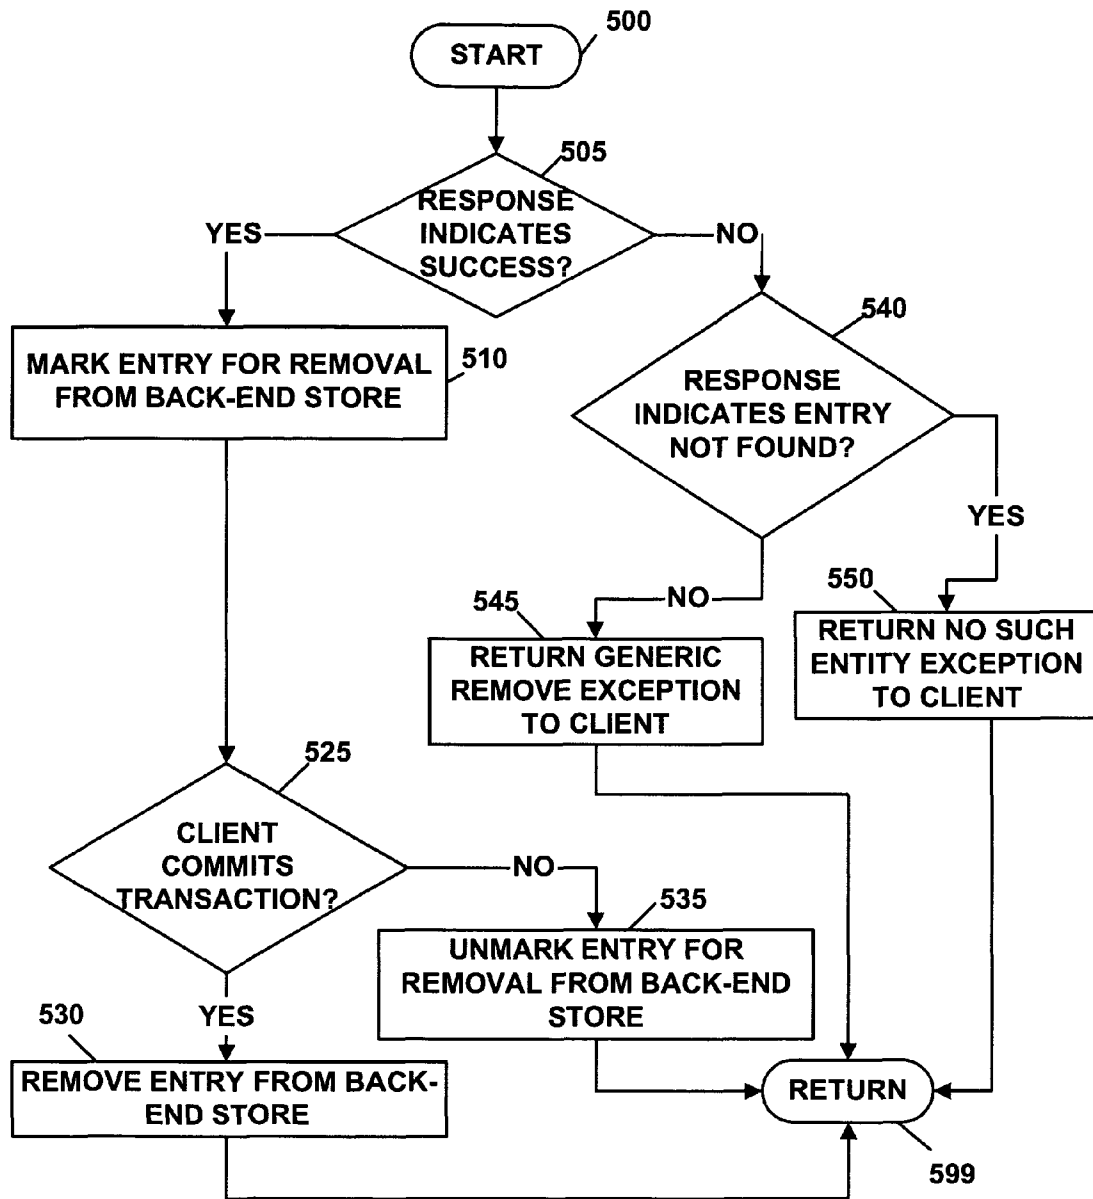 500
START
505
RESPONSE
INDICATES
SUCCESS?
YES
NO
540
RESPONSE
INDICATES ENTRY
NOT FOUND?
MARK ENTRY FOR REMOVAL
FROM BACK-END STORE
510
YES
NO
545
RETURN GENERIC
REMOVE EXCEPTION
TO CLIENT
550
RETURN NO SUCH
ENTITY EXCEPTION
TO CLIENT
525
CLIENT
COMMITS
TRANSACTION?
NO
535
UNMARK ENTRY FOR
REMOVAL FROM BACK-END
STORE
YES
530
REMOVE ENTRY FROM BACK-
END STORE
RETURN
599